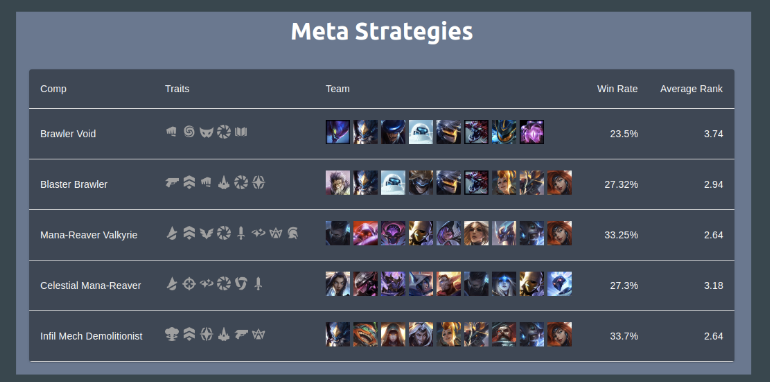 Meta Strategies
Comp Traits Team Win Rate Average Rank
Brawler Void 23.5% 3.74
Blaster Brawler 27.32% 2.94
Mana-Reaver Valkyrie 33.25% 2.64
Celestial Mana-Reaver 27.3% 3.18
Infil Mech Demolitionist 33.7% 2.64